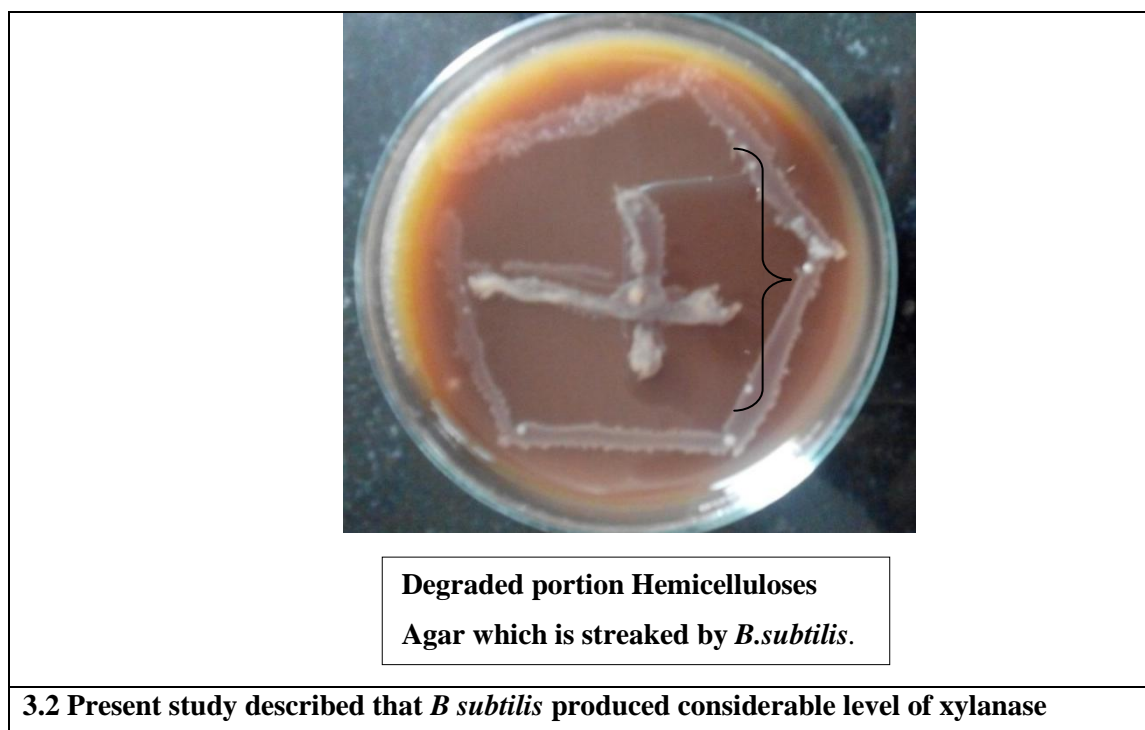 Degraded portion Hemicelluloses
Agar which is streaked by B.subtilis.
3.2 Present study described that B subtilis produced considerable level of xylanase